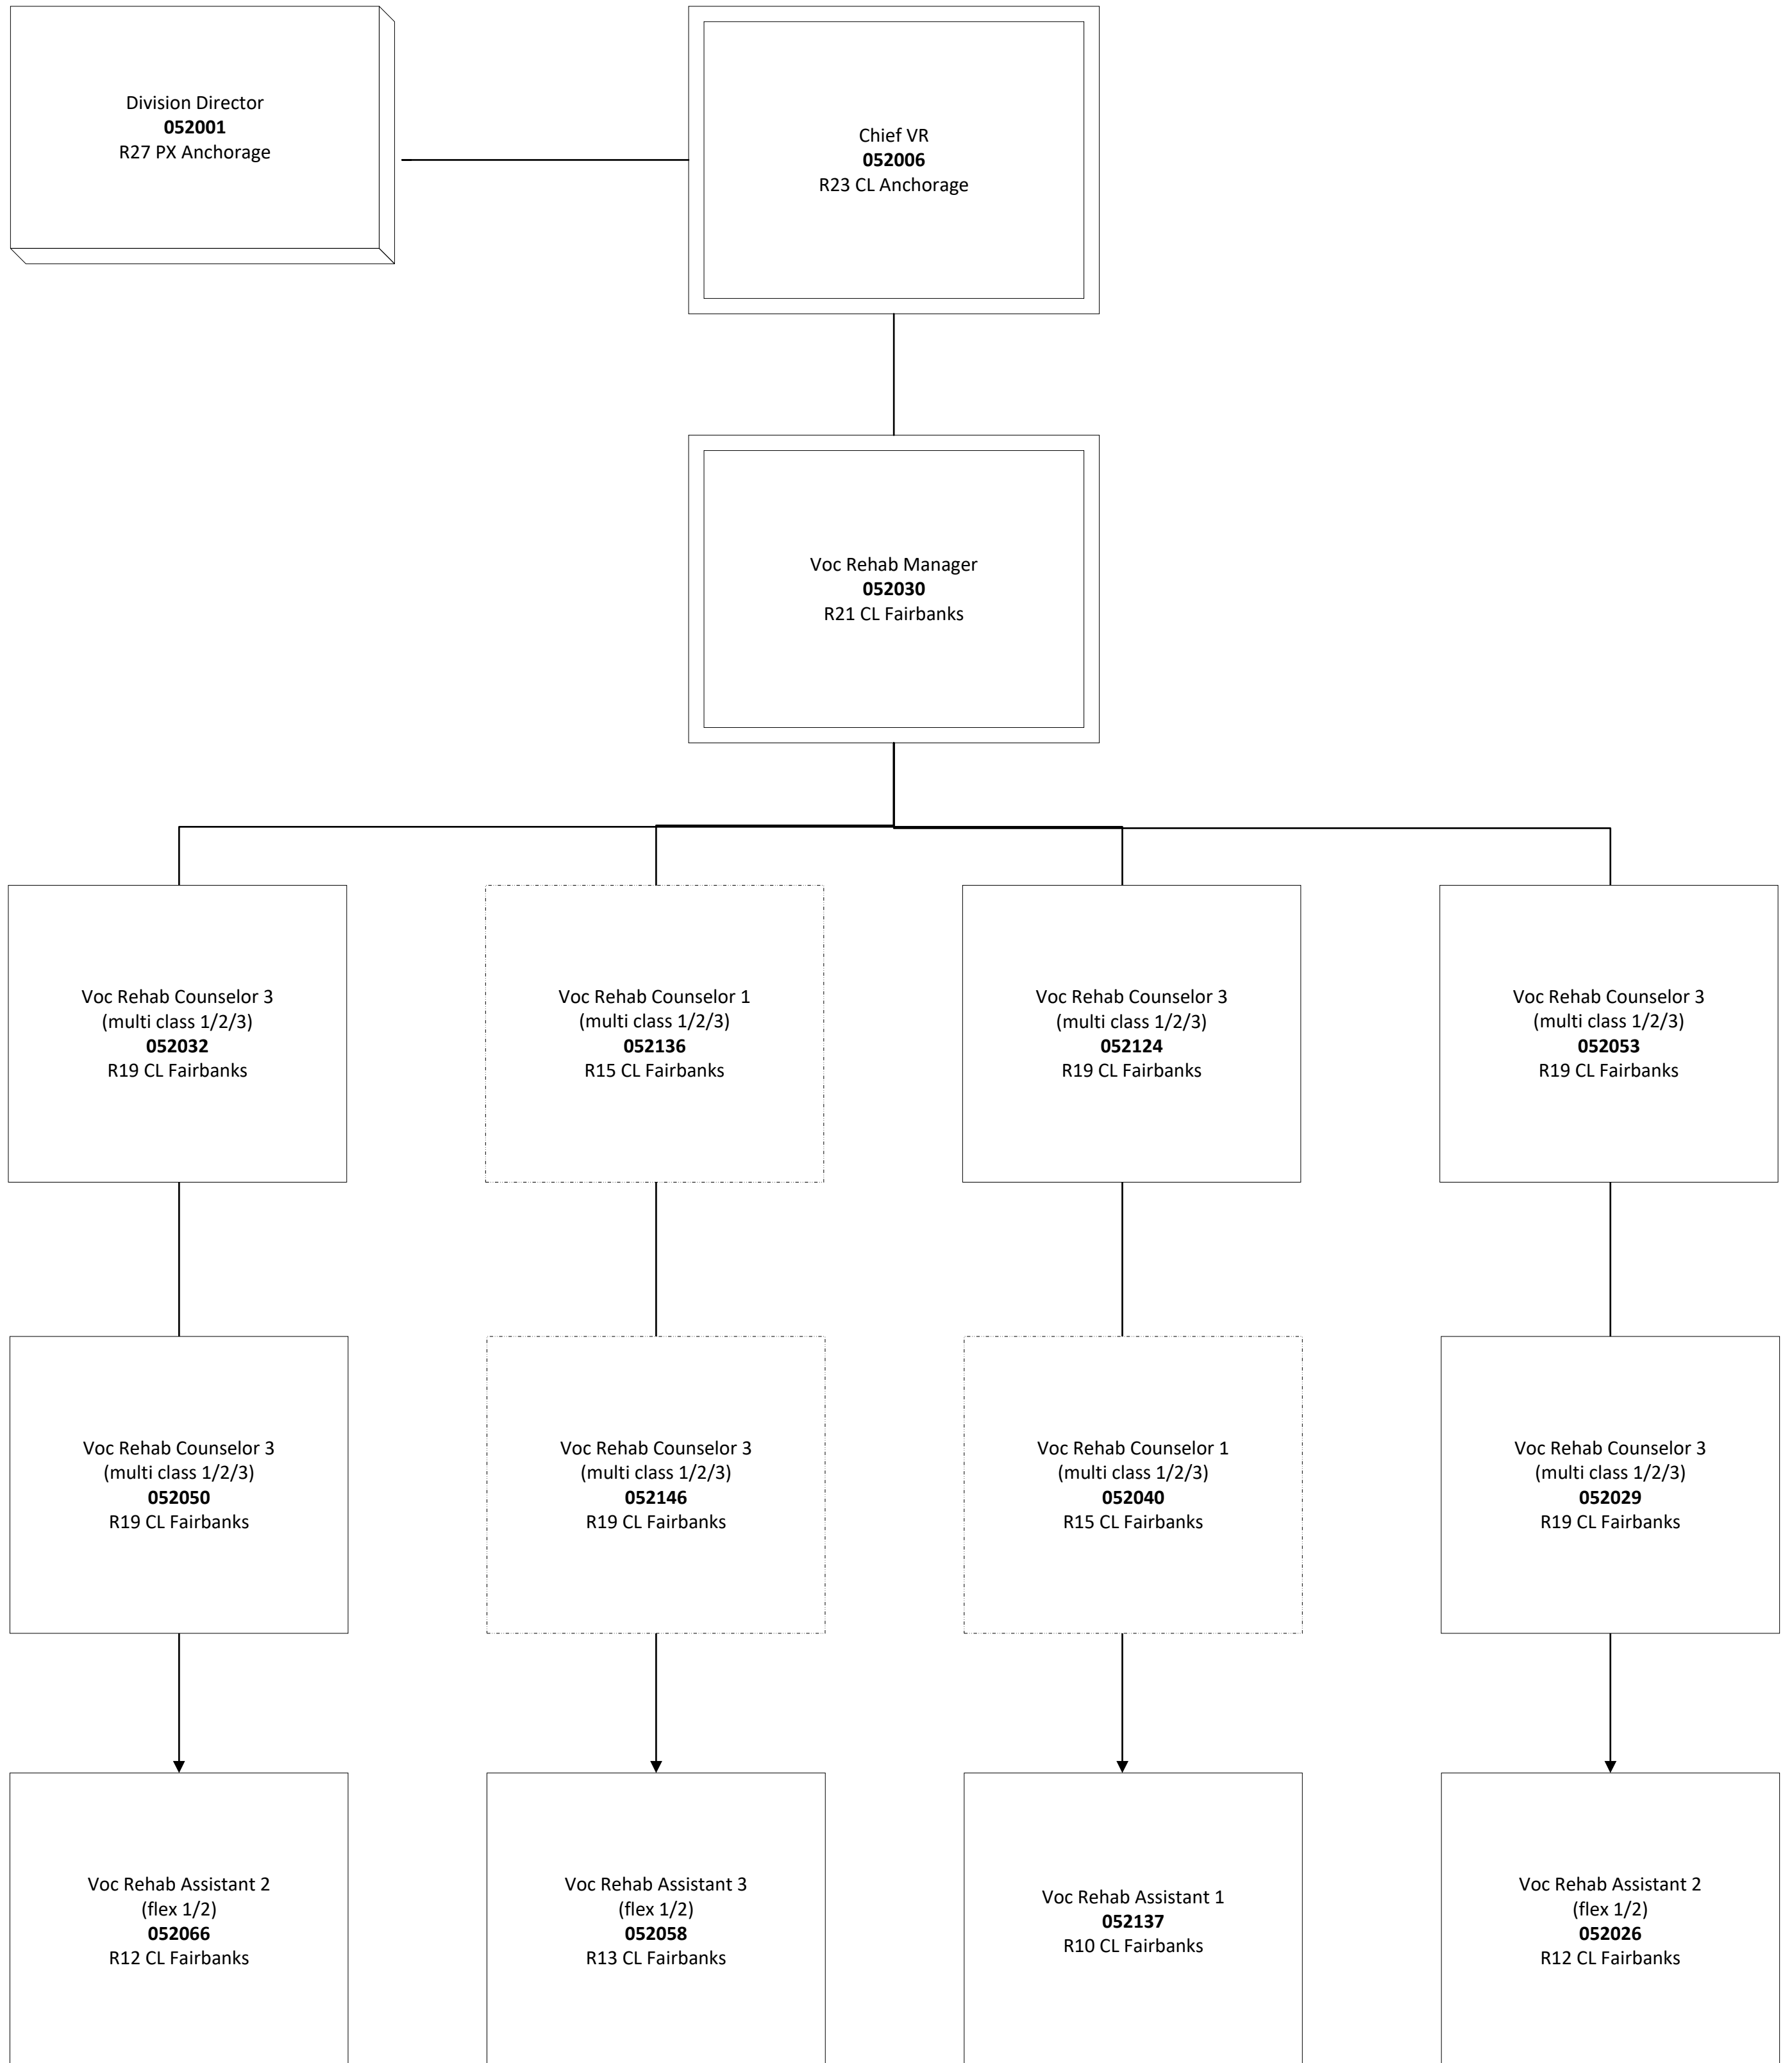 Division Director
052001
R27 PX Anchorage
Chief VR
052006
R23 CL Anchorage
Voc Rehab Manager
052030
R21 CL Fairbanks
Voc Rehab Counselor 3
(multi class 1/2/3)
052032
R19 CL Fairbanks
Voc Rehab Counselor 1
(multi class 1/2/3)
052136
R15 CL Fairbanks
Voc Rehab Counselor 3
(multi class 1/2/3)
052124
R19 CL Fairbanks
Voc Rehab Counselor 3
(multi class 1/2/3)
052053
R19 CL Fairbanks
Voc Rehab Counselor 3
(multi class 1/2/3)
052050
R19 CL Fairbanks
Voc Rehab Counselor 3
(multi class 1/2/3)
052146
R19 CL Fairbanks
Voc Rehab Counselor 1
(multi class 1/2/3)
052040
R15 CL Fairbanks
Voc Rehab Counselor 3
(multi class 1/2/3)
052029
R19 CL Fairbanks
Voc Rehab Assistant 2
(flex 1/2)
052066
R12 CL Fairbanks
Voc Rehab Assistant 3
(flex 1/2)
052058
R13 CL Fairbanks
Voc Rehab Assistant 1
052137
R10 CL Fairbanks
Voc Rehab Assistant 2
(flex 1/2)
052026
R12 CL Fairbanks